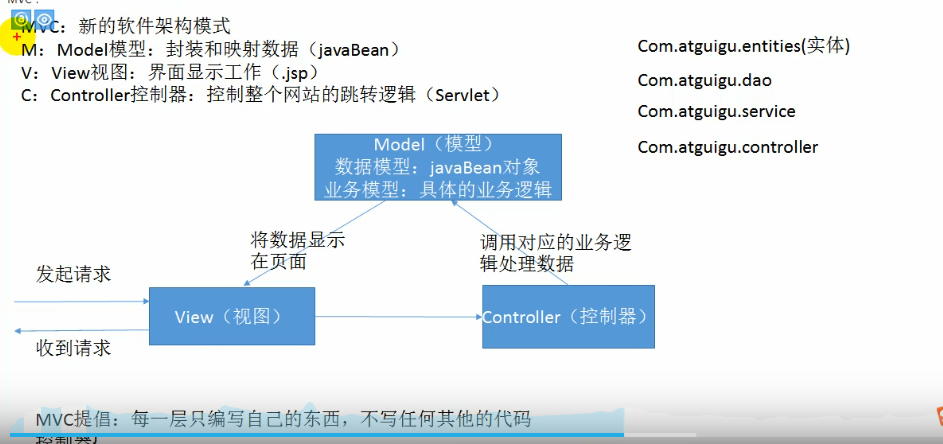 MVC：
MVC：新的软件架构模式
M：Model模型：封装和映射数据（javaBean）
V：View视图：界面显示工作（.jsp）
C：Controller控制器：控制整个网站的跳转逻辑（Servlet）
Com.atguigu.entities(实体)
Com.atguigu.dao
Com.atguigu.service
Com.atguigu.controller
Model（模型）
数据模型：javaBean对象
业务模型：具体的业务逻辑
将数据显示
在页面
调用对应的业务逻
辑处理数据
发起请求
View（视图）
Controller（控制器）
收到请求
MVC提倡：每一层只编写自己的东西，不写任何其他的代码
控制器